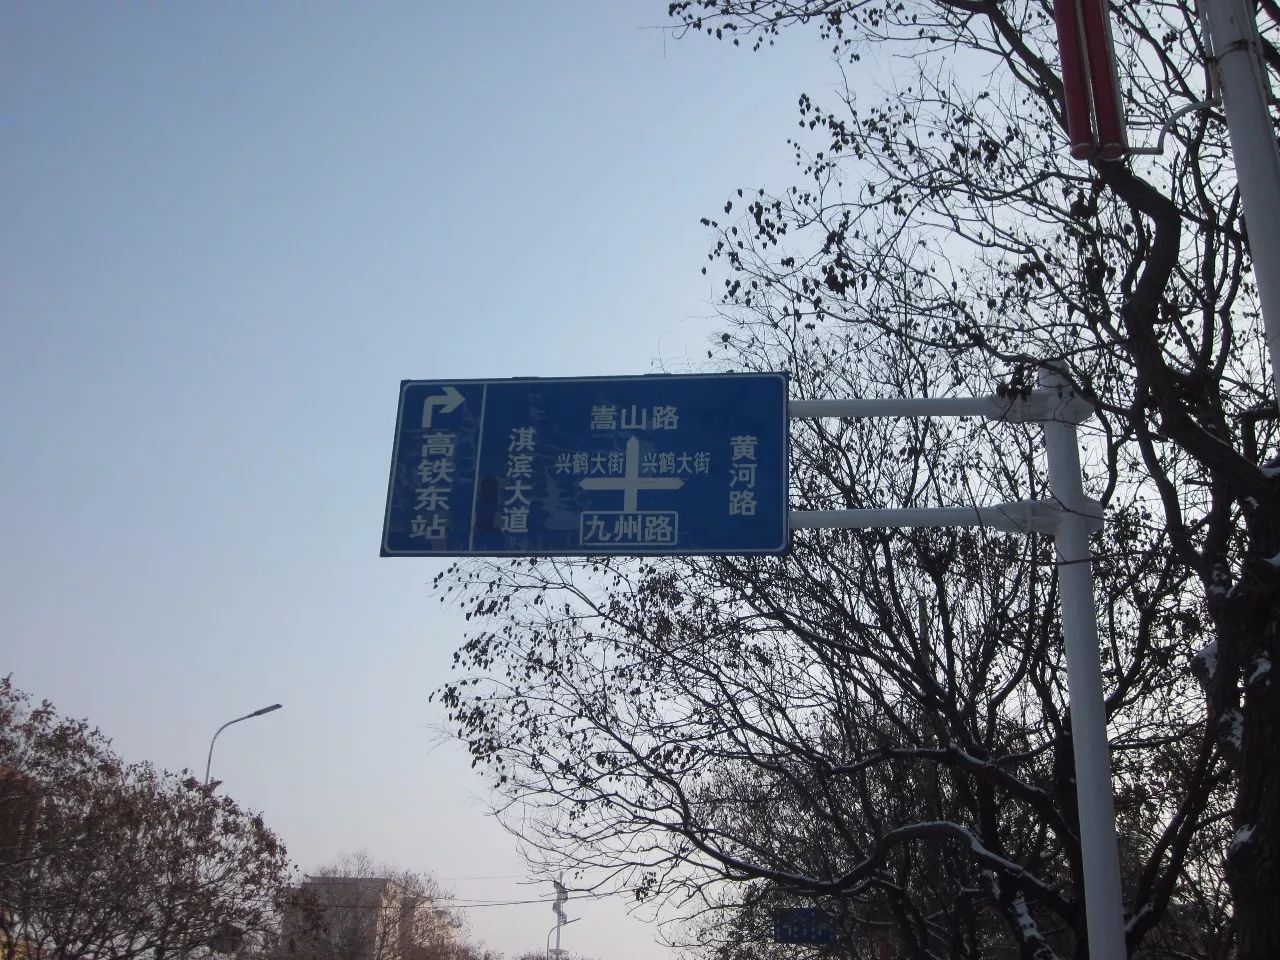 高铁东站
淇滨大道
嵩山路
兴鹤大街
兴鹤大街
九州路
黄河路